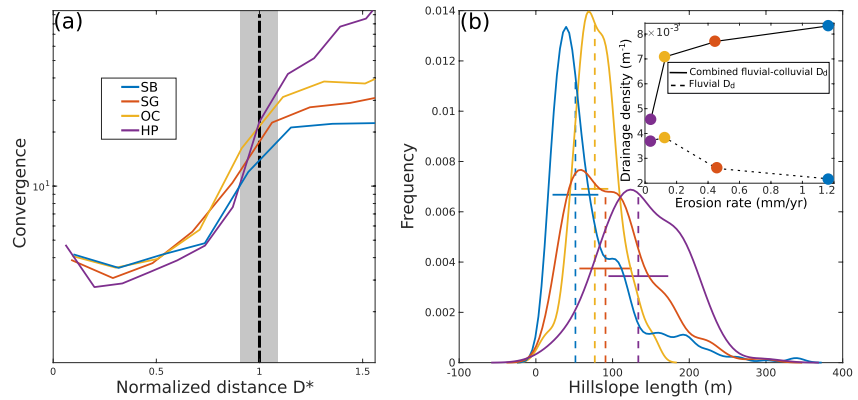 (a)
SB
SG
OC
HP
Convergence
10¹
0
0.5
1
1.5
Normalized distance D*
(b)
0.014
0.012
0.01
0.008
0.006
0.004
0.002
0
Frequency
-100
0
100
200
300
400
Hillslope length (m)
×10⁻³
8
7
6
5
4
3
2
Drainage density (m⁻¹)
Combined fluvial-colluvial Dd
Fluvial Dd
0
0.2
0.4
0.6
0.8
1.0
1.2
Erosion rate (mm/yr)